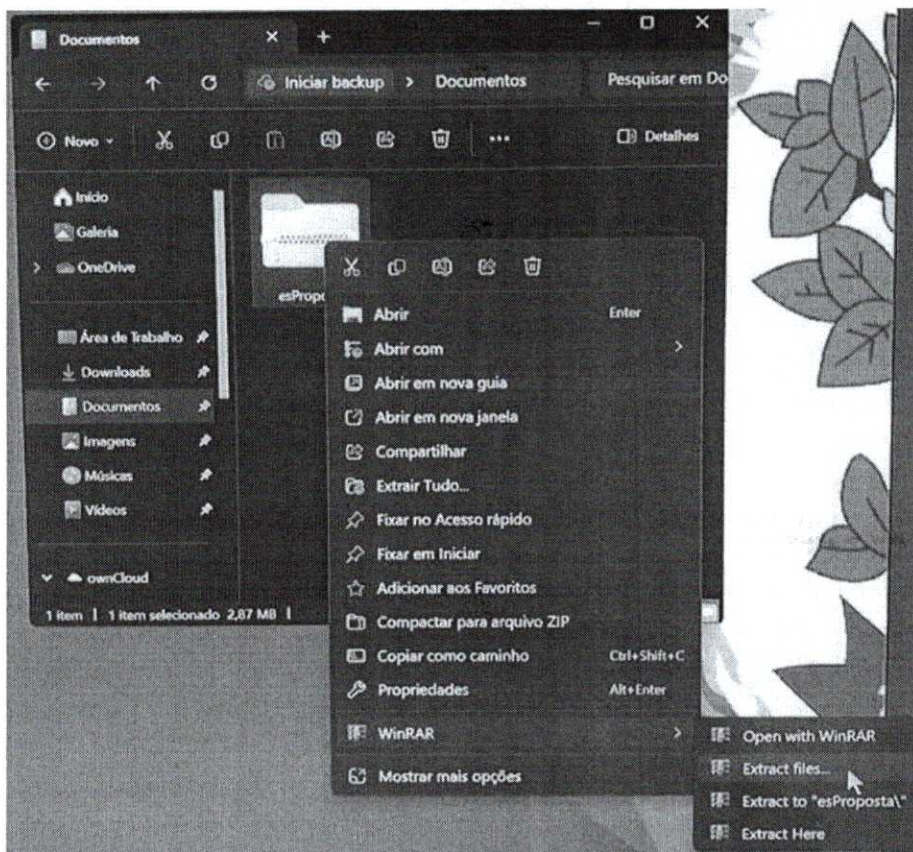 Documentos
Iniciar backup > Documentos Pesquisar em Do
Novo Detalhes
Início
Galeria
OneDrive
Área de Trabalho
Downloads
Documentos
Imagens
Músicas
Vídeos
ownCloud
1 item | 1 item selecionado 2,87 MB |
esPropo
Abrir Enter
Abrir com
Abrir em nova guia
Abrir em nova janela
Compartilhar
Extrair Tudo...
Fixar no Acesso rápido
Fixar em Iniciar
Adicionar aos Favoritos
Compactar para arquivo ZIP
Copiar como caminho Ctrl+Shift+C
Propriedades Alt+Enter
WinRAR
Mostrar mais opções
Open with WinRAR
Extract files...
Extract to "esProposta\"
Extract Here